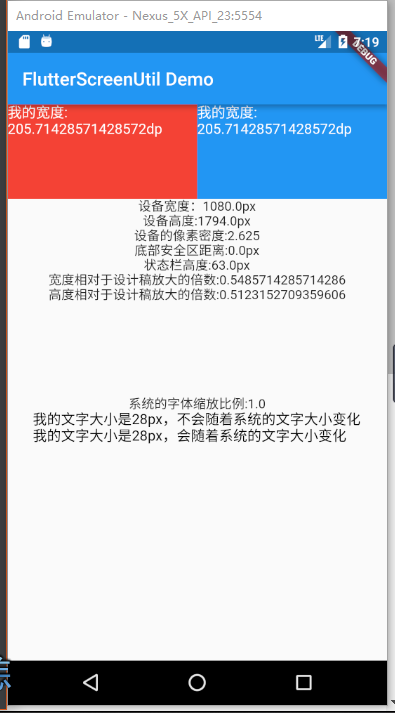 Android Emulator - Nexus_5X_API_23:5554
LTE 7:19
DEBUG
FlutterScreenUtil Demo
我的宽度:
205.71428571428572dp
我的宽度:
205.71428571428572dp
设备宽度：1080.0px
设备高度:1794.0px
设备的像素密度:2.625
底部安全区距离:0.0px
状态栏高度:63.0px
宽度相对于设计稿放大的倍数:0.5485714285714286
高度相对于设计稿放大的倍数:0.5123152709359606
系统的字体缩放比例:1.0
我的文字大小是28px，不会随着系统的文字大小变化
我的文字大小是28px，会随着系统的文字大小变化